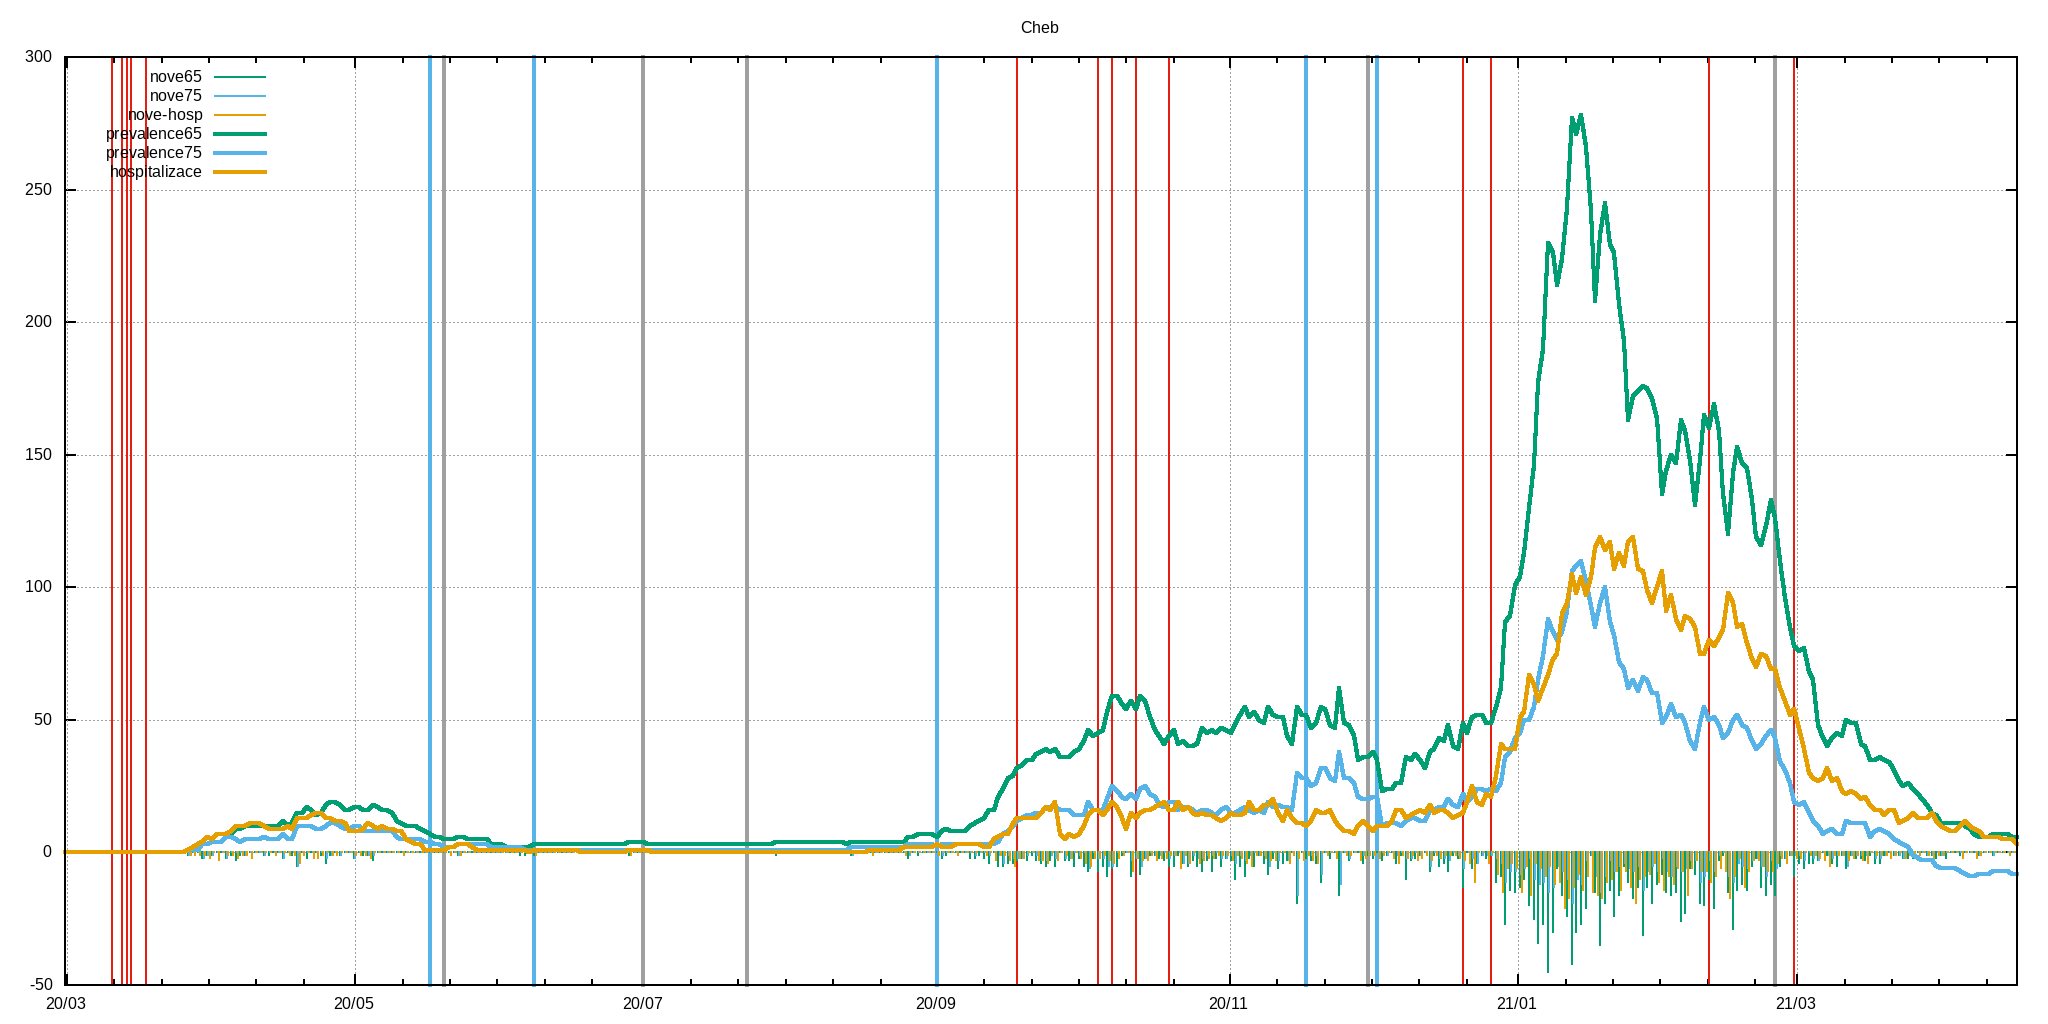 Cheb
300
250
200
150
100
50
0
-50
nove65
nove75
nove-hosp
prevalence65
prevalence75
hospitalizace
20/03 20/05 20/07 20/09 20/11 21/01 21/03